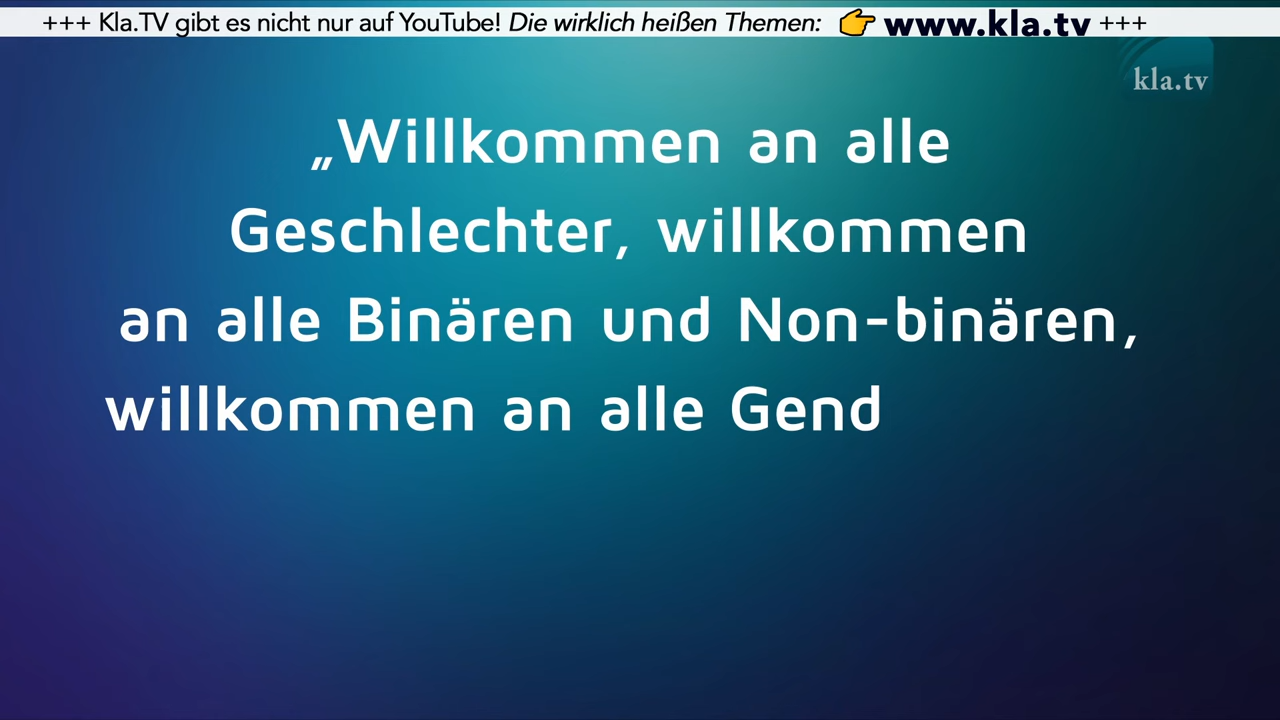 +++ Kla.TV gibt es nicht nur auf YouTube! Die wirklich heißen Themen: 👉 www.kla.tv +++
kla.tv
„Willkommen an alle
Geschlechter, willkommen
an alle Binären und Non-binären,
willkommen an alle Gend